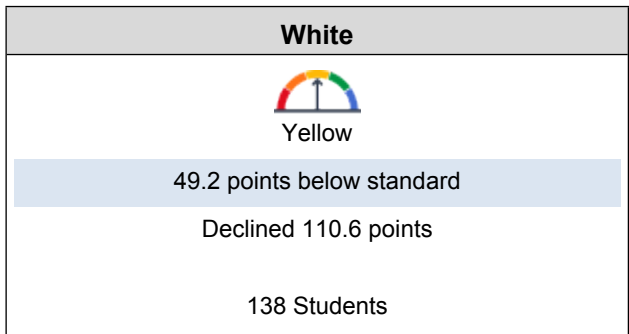 White
Yellow
49.2 points below standard
Declined 110.6 points
138 Students